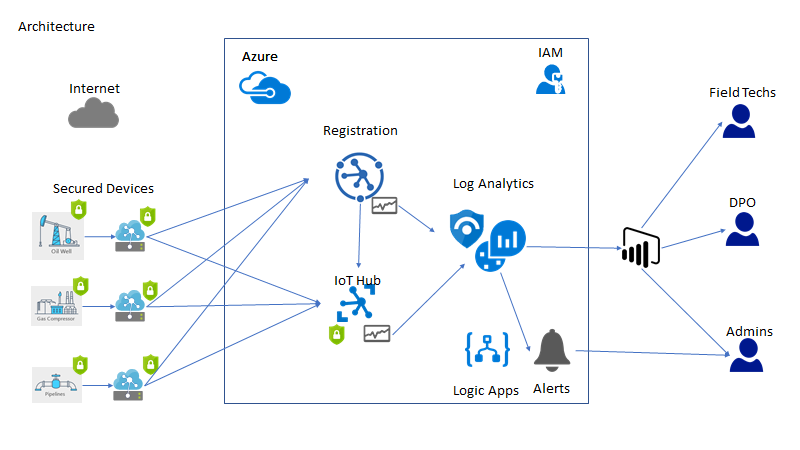 Architecture
Azure
IAM
Internet
Field Techs
Registration
Secured Devices
Log Analytics
DPO
Oil Well
IoT Hub
Gas Compressor
Admins
Logic Apps
Alerts
Pipelines